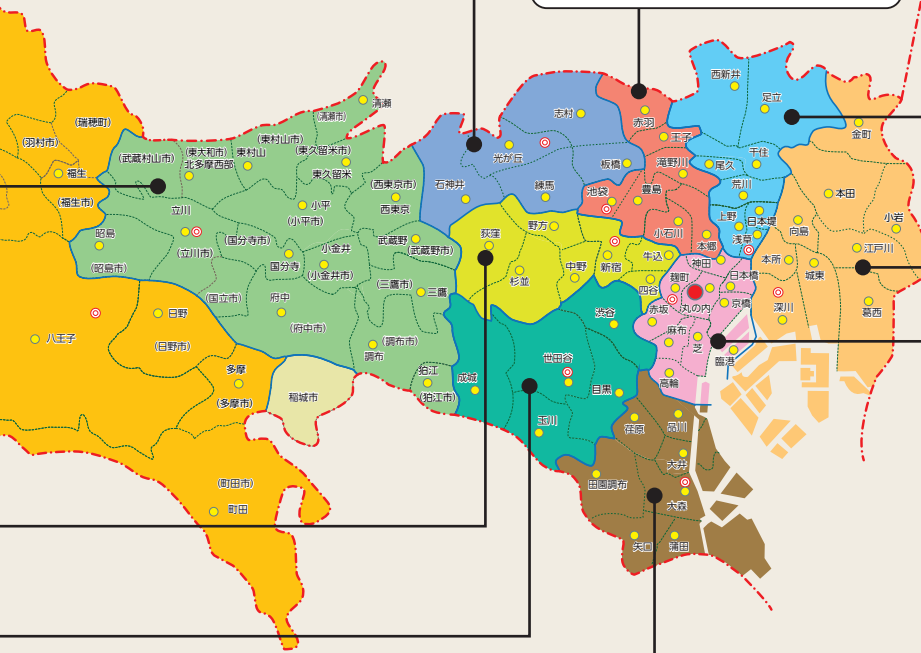 (瑞穂町)
(羽村市)
福生
(福生市)
(武蔵村山市)
(東大和市)
北多摩西部
東村山
(東村山市)
清瀬
(清瀬市)
(東久留米市)
東久留米
(西東京市)
西東京
小平
(小平市)
立川
(立川市)
昭島
(昭島市)
(国分寺市)
国分寺
小金井
(小金井市)
武蔵野
(武蔵野市)
(三鷹市)
三鷹
(国立市)
府中
(府中市)
(調布市)
調布
狛江
(狛江市)
日野
(日野市)
八王子
多摩
(多摩市)
稲城市
(町田市)
町田
石神井
光が丘
練馬
志村
板橋
赤羽
王子
滝野川
池袋
豊島
小石川
本郷
西新井
足立
千住
尾久
荒川
上野
日本堤
浅草
金町
本田
小岩
江戸川
向島
本所
城東
深川
葛西
荻窪
杉並
野方
中野
新宿
牛込
四谷
神田
麹町
丸の内
日本橋
京橋
赤坂
麻布
芝
高輪
臨港
渋谷
世田谷
目黒
成城
玉川
荏原
品川
大井
大森
田園調布
矢口
蒲田